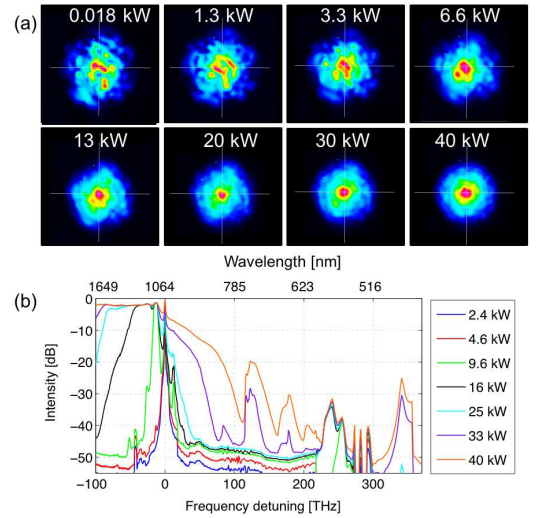 (a)
0.018 kW 1.3 kW 3.3 kW 6.6 kW
13 kW 20 kW 30 kW 40 kW
Wavelength [nm]
1649 1064 785 623 516
(b)
0
−10
−20
−30
−40
−50
Intensity [dB]
−100 0 100 200 300
Frequency detuning [THz]
2.4 kW
4.6 kW
9.6 kW
16 kW
25 kW
33 kW
40 kW